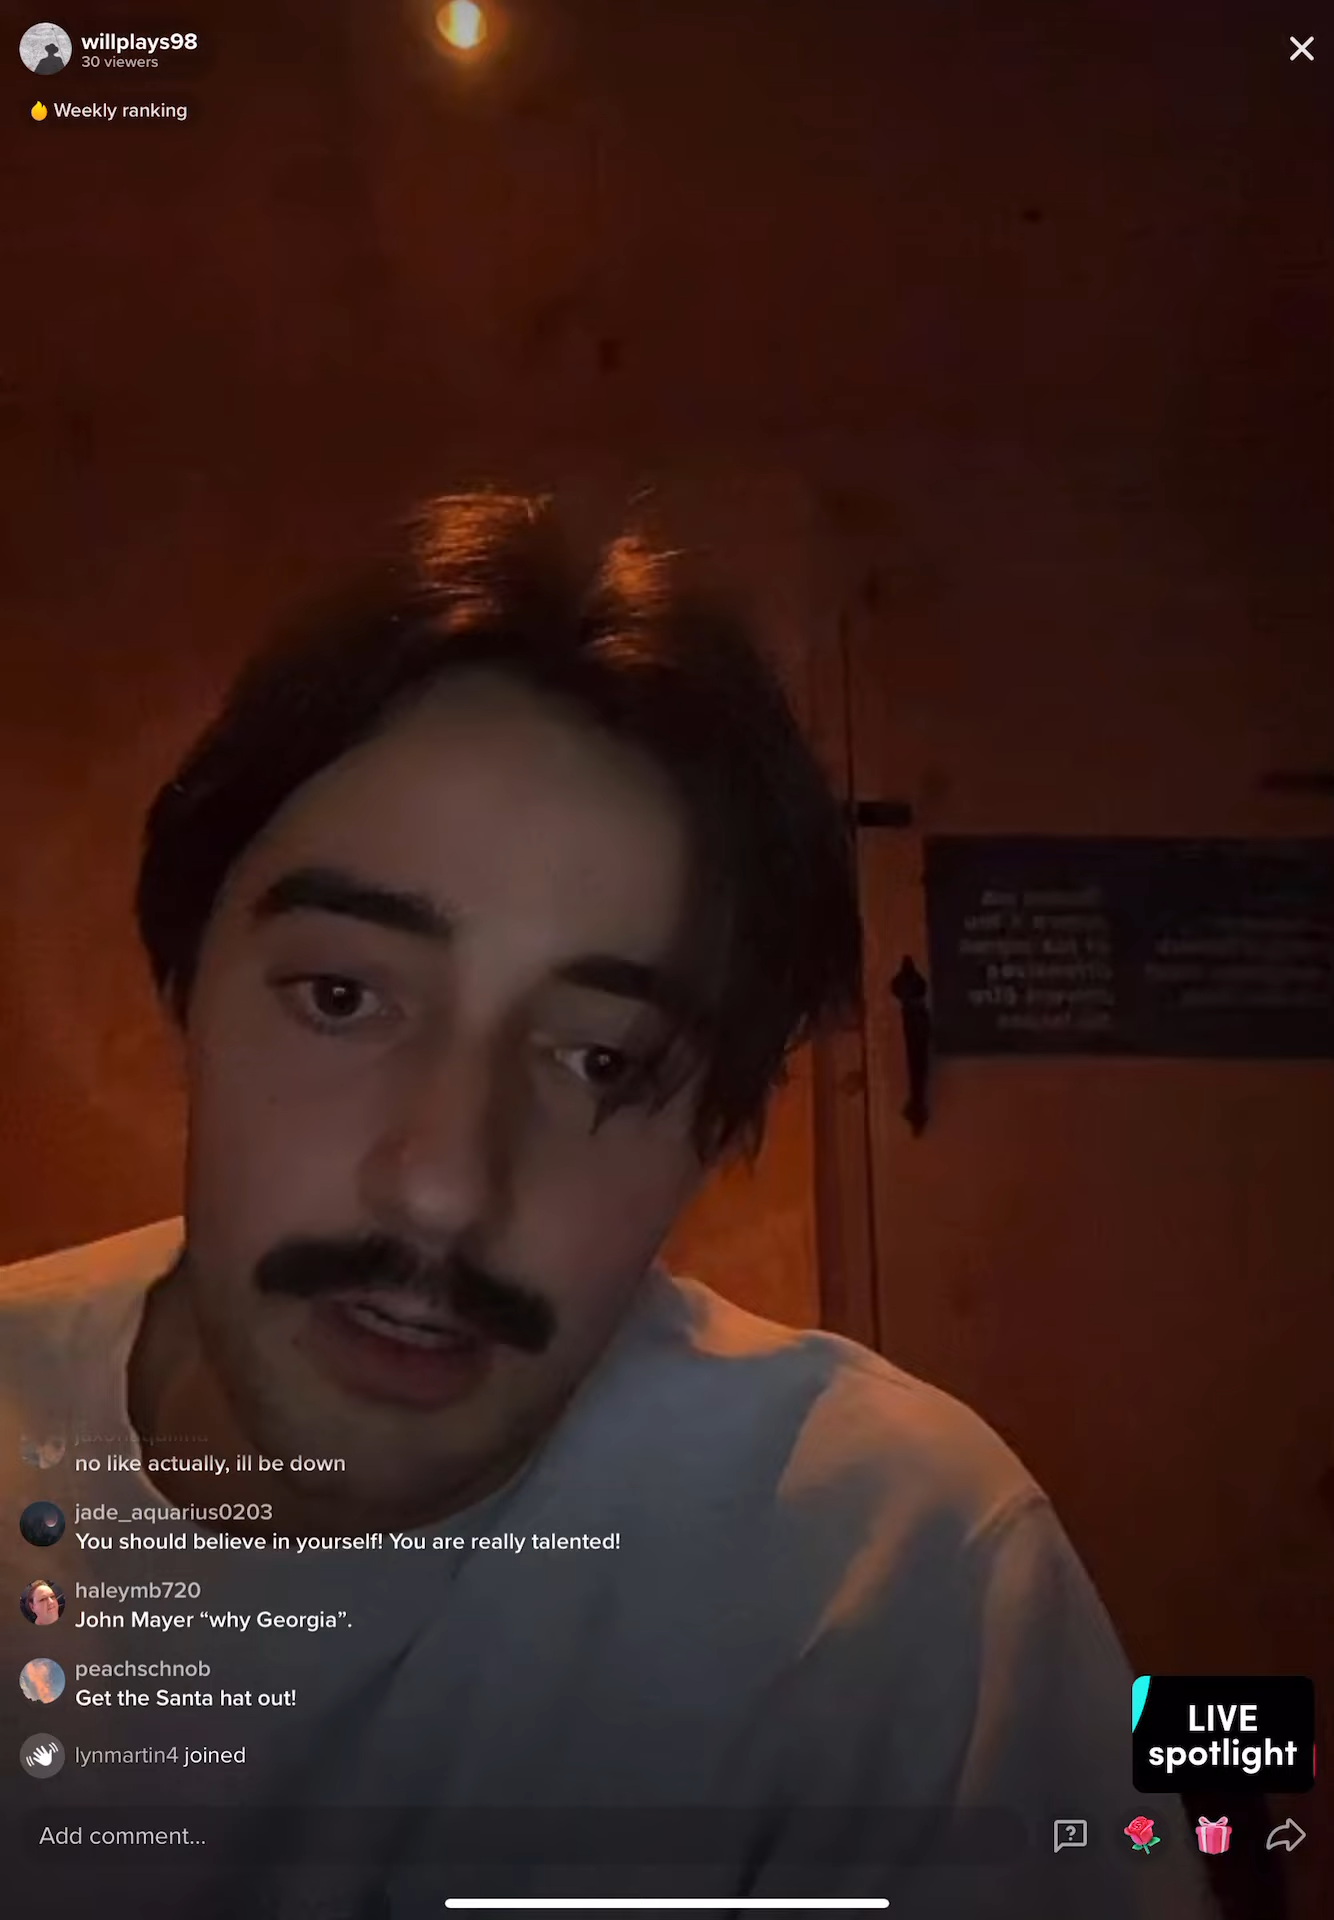 willplays98
30 viewers
Weekly ranking
no like actually, ill be down
jade_aquarius0203
You should believe in yourself! You are really talented!
haleymb720
John Mayer “why Georgia”.
peachschnob
Get the Santa hat out!
lynmartin4 joined
LIVE
spotlight
Add comment...